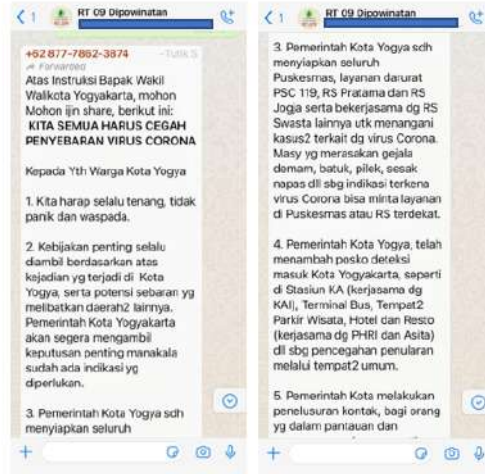 1
RT 09 Dipowinatan
+62 877-7862-3874 ~Tutik S
Forwarded
Atas Instruksi Bapak Wakil
Walikota Yogyakarta, mohon
Mohon ijin share, berikut ini:
KITA SEMUA HARUS CEGAH
PENYEBARAN VIRUS CORONA
Kepada Yth Warga Kota Yogya
1. Kita harap selalu tenang, tidak
panik dan waspada.
2. Kebijakan penting selalu
diambil berdasarkan atas
kejadian yg terjadi di Kota
Yogya, serta potensi sebaran yg
melibatkan daerah2 lainnya.
Pemerintah Kota Yogyakarta
akan segera mengambil
keputusan penting manakala
sudah ada indikasi yg
diperlukan.
3. Pemerintah Kota Yogya sdh
menyiapkan seluruh
1
RT 09 Dipowinatan
3. Pemerintah Kota Yogya sdh
menyiapkan seluruh
Puskesmas, layanan darurat
PSC 119, RS Pratama dan RS
Jogja serta bekerjasama dg RS
Swasta lainnya utk menangani
kasus2 terkait dg virus Corona.
Masy yg merasakan gejala
demam, batuk, pilek, sesak
napas dll sbg indikasi terkena
virus Corona bisa minta layanan
di Puskesmas atau RS terdekat.
4. Pemerintah Kota Yogya, telah
menambah posko deteksi
masuk Kota Yogyakarta, seperti
di Stasiun KA (kerjasama dg
KAI), Terminal Bus, Tempat2
Parkir Wisata, Hotel dan Resto
(kerjasama dg PHRI dan Asita)
dll sbg pencegahan penularan
melalui tempat2 umum.
5. Pemerintah Kota melakukan
penelusuran kontak, bagi orang
yg dalam pantauan dan